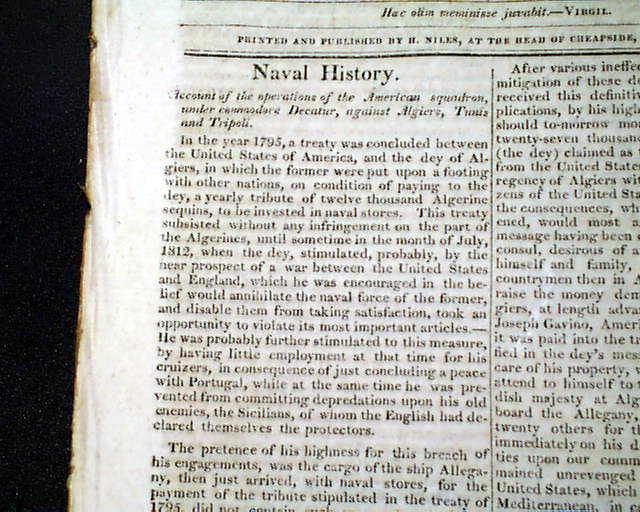 Hæc olim meminisse juvabit.—VIRGIL.
PRINTED AND PUBLISHED BY H. NILES, AT THE HEAD OF CHEAPSIDE,
Naval History.
Account of the operations of the American squadron,
under commodore Decatur, against Algiers, Tunis
and Tripoli.
In the year 1795, a treaty was concluded between
the United States of America, and the dey of Al-
giers, in which the former were put upon a footing
with other nations, on condition of paying to the
dey, a yearly tribute of twelve thousand Algerine
sequins, to be invested in naval stores. This treaty
subsisted without any infringement on the part of
the Algerines, until sometime in the month of July,
1812, when the dey, stimulated, probably, by the
near prospect of a war between the United States
and England, which he was encouraged in the be-
lief would annihilate the naval force of the former,
and disable them from taking satisfaction, took an
opportunity to violate its most important articles.—
He was probably further stimulated to this measure,
by having little employment at that time for his
cruizers, in consequence of just concluding a peace
with Portugal, while at the same time he was pre-
vented from committing depredations upon his old
enemies, the Sicilians, of whom the English had de-
clared themselves the protectors.
The pretence of his highness for this breach of
his engagements, was the cargo of the ship Allega-
ny, then just arrived, with naval stores, for the
payment of the tribute stipulated in the treaty of
1795, did not contain such
After various ineffec
mitigation of these de
received this definitiv
plications, by his high
should to-morrow mor
twenty-seven thousan
(the dey) claimed as
from the United States
regency of Algiers wit
zens of the United Sta
the consequences, wh
ened, would most a
message having been
consul, desirous of a
himself and family,
countrymen then in A
raise the money dem
giers, at length advan
Joseph Gavino, Amer
it was paid into the tr
fied in the dey's mes
care of his property, w
attend to himself to
dish majesty at Alg
board the Allegany,
twenty others for th
immediately on his d
ties upon our comm
mained unrevenged
United States, which
Mediterranean, in